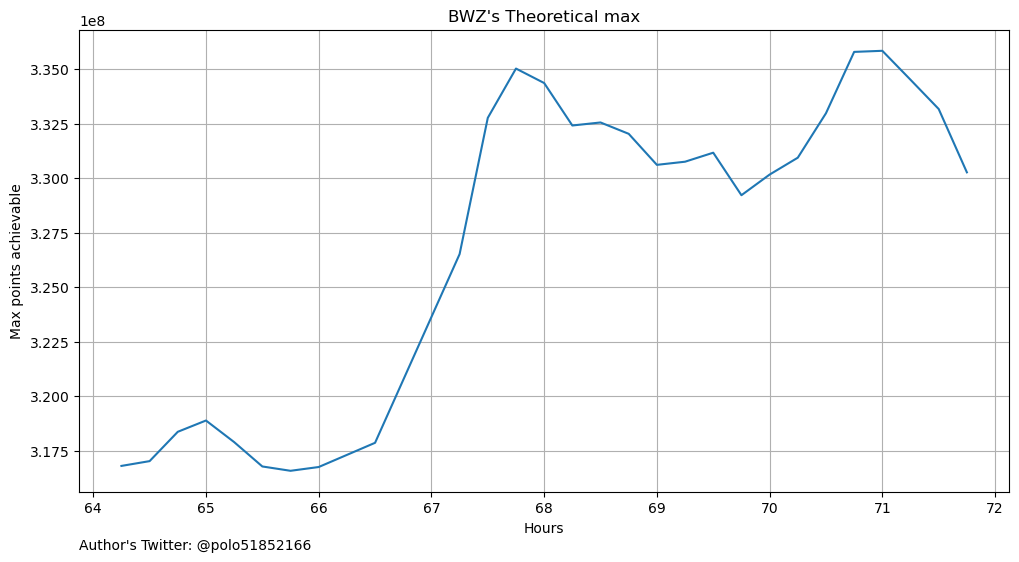 BWZ's Theoretical max
1e8
3.350
3.325
3.300
3.275
3.250
3.225
3.200
3.175
Max points achievable
64 65 66 67 68 69 70 71 72
Hours
Author's Twitter: @polo51852166